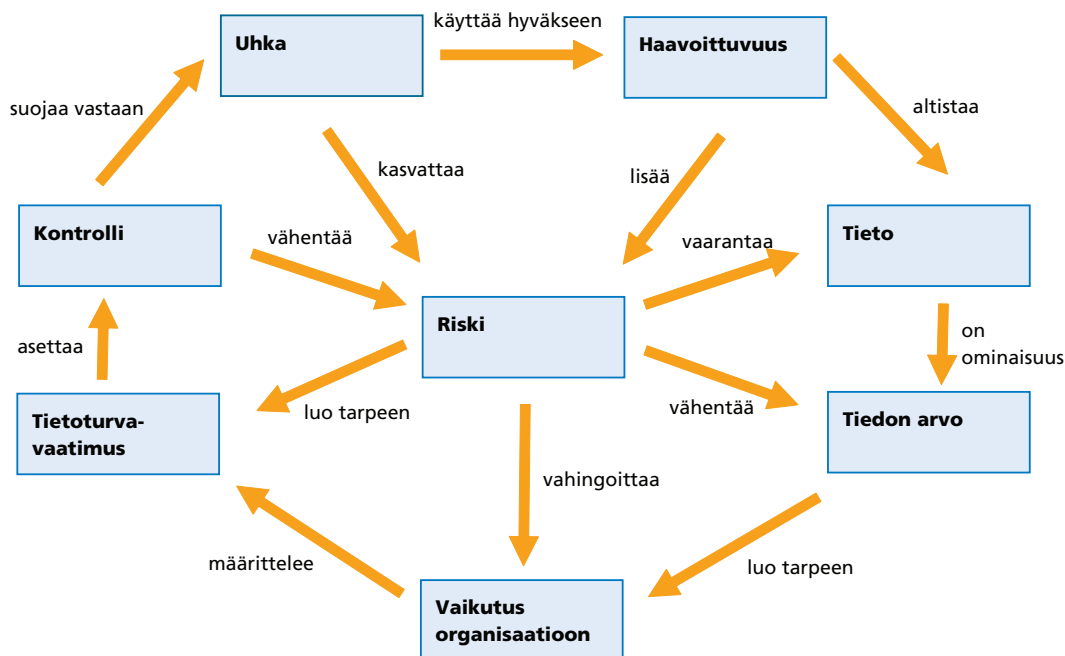 käyttää hyväkseen
Uhka
Haavoittuvuus
suojaa vastaan
altistaa
kasvattaa
lisää
Kontrolli
vähentää
vaarantaa
Tieto
Riski
asettaa
on
ominaisuus
luo tarpeen
vähentää
Tietoturva-
vaatimus
Tiedon arvo
vahingoittaa
määrittelee
luo tarpeen
Vaikutus
organisaatioon